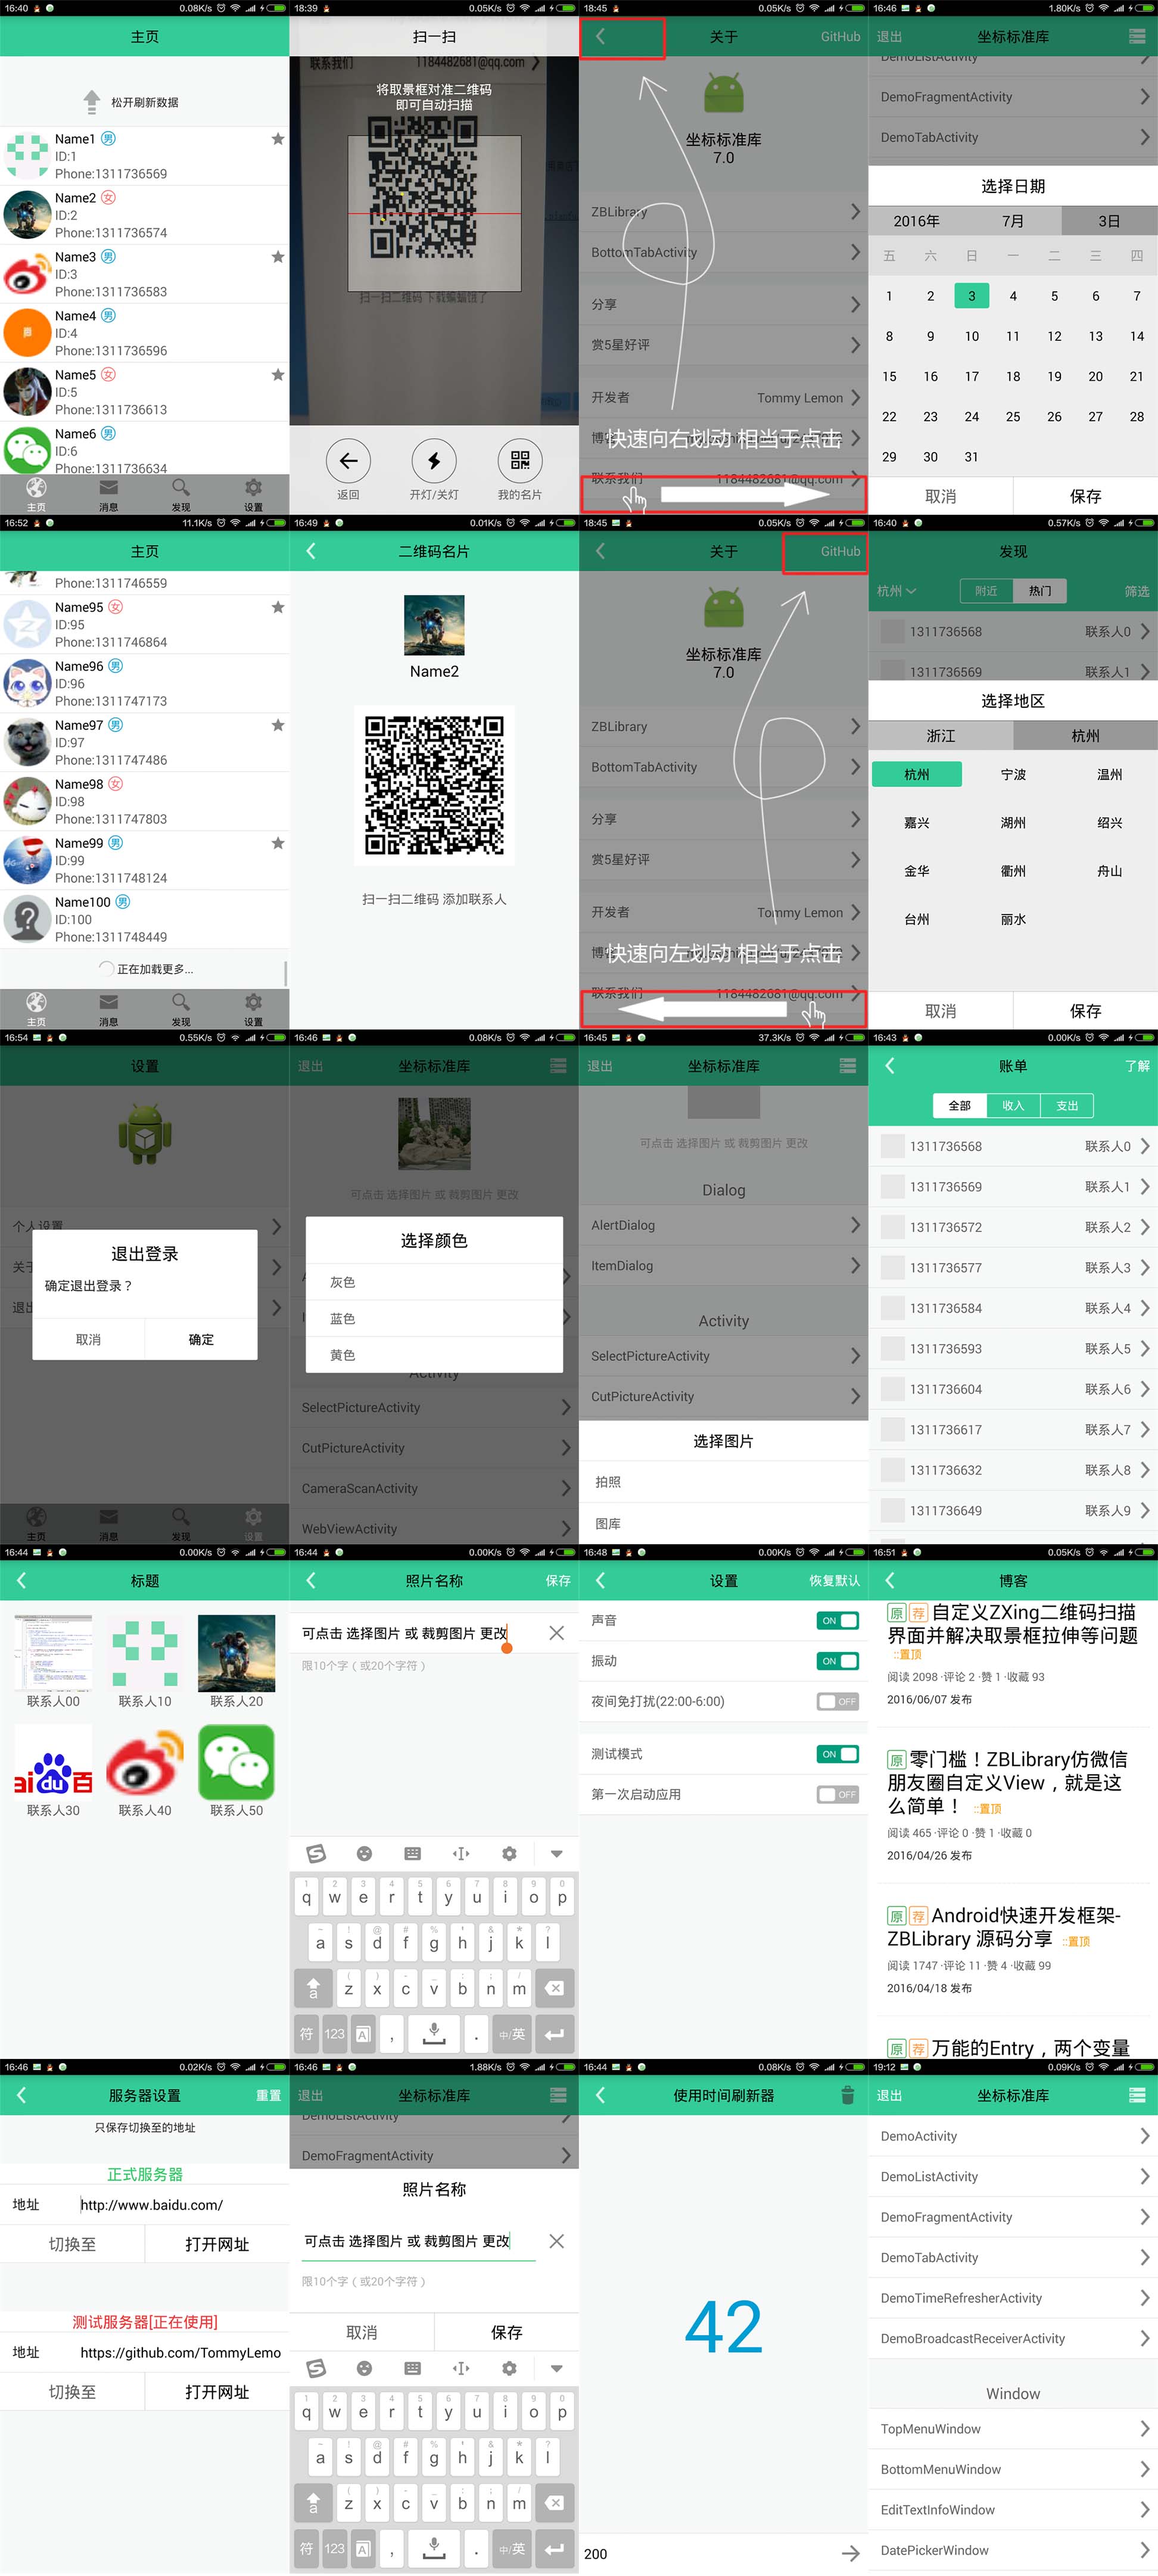 16:40 0.08K/s
主页
松开刷新数据
Name1 男
ID:1
Phone:1311736569
Name2 女
ID:2
Phone:1311736574
Name3 男
ID:3
Phone:1311736583
Name4 男
ID:4
Phone:1311736596
Name5 女
ID:5
Phone:1311736613
Name6 男
ID:6
Phone:1311736634
主页 消息 发现 设置
18:39 0.05K/s
扫一扫
联系我们 1184482681@qq.com
将取景框对准二维码
即可自动扫描
扫一扫二维码 下载
返回 开灯/关灯 我的名片
18:45 0.05K/s
关于 GitHub
坐标标准库
7.0
ZBLibrary
BottomTabActivity
分享
赏5星好评
开发者 Tommy Lemon
快速向右划动 相当于点击
联系我们 1184482681@qq.com
16:46 1.80K/s
退出 坐标标准库
DemoListActivity
DemoFragmentActivity
DemoTabActivity
选择日期
2016年 7月 3日
五 六 日 一 二 三 四
1 2 3 4 5 6 7
8 9 10 11 12 13 14
15 16 17 18 19 20 21
22 23 24 25 26 27 28
29 30 31
取消 保存
16:52 11.1K/s
主页
Phone:1311746559
Name95 女
ID:95
Phone:1311746864
Name96 男
ID:96
Phone:1311747173
Name97 男
ID:97
Phone:1311747486
Name98 女
ID:98
Phone:1311747803
Name99 男
ID:99
Phone:1311748124
Name100 男
ID:100
Phone:1311748449
正在加载更多...
主页 消息 发现 设置
16:49 0.01K/s
二维码名片
Name2
扫一扫二维码 添加联系人
18:45 0.05K/s
关于 GitHub
坐标标准库
7.0
ZBLibrary
BottomTabActivity
分享
赏5星好评
开发者 Tommy Lemon
快速向左划动 相当于点击
联系我们 1184482681@qq.com
16:40 0.57K/s
发现
杭州 附近 热门 筛选
1311736568 联系人0
1311736569 联系人1
选择地区
浙江 杭州
杭州 宁波 温州
嘉兴 湖州 绍兴
金华 衢州 舟山
台州 丽水
取消 保存
16:54 0.55K/s
设置
个人设置
关于
退出
退出登录
确定退出登录？
取消 确定
主页 消息 发现 设置
16:46 0.08K/s
退出 坐标标准库
可点击 选择图片 或 裁剪图片 更改
选择颜色
灰色
蓝色
黄色
Activity
SelectPictureActivity
CutPictureActivity
CameraScanActivity
WebViewActivity
16:45 37.3K/s
退出 坐标标准库
可点击 选择图片 或 裁剪图片 更改
Dialog
AlertDialog
ItemDialog
Activity
SelectPictureActivity
CutPictureActivity
选择图片
拍照
图库
16:43 0.00K/s
账单 了解
全部 收入 支出
1311736568 联系人0
1311736569 联系人1
1311736572 联系人2
1311736577 联系人3
1311736584 联系人4
1311736593 联系人5
1311736604 联系人6
1311736617 联系人7
1311736632 联系人8
1311736649 联系人9
16:44 0.00K/s
标题
联系人00 联系人10 联系人20
ai du 百
联系人30 联系人40 联系人50
16:44 0.00K/s
照片名称 保存
可点击 选择图片 或 裁剪图片 更改
限10个字（或20个字符）
1 2 3 4 5 6 7 8 9 0
q w e r t y u i o p
~ ! @ # % ' & * ?
a s d f g h j k l
( ) - _ : ; /
a z x c v b n m
符 123 , . 中/英
16:48 0.00K/s
设置 恢复默认
声音 ON
振动 ON
夜间免打扰(22:00-6:00) OFF
测试模式 ON
第一次启动应用 OFF
16:51 0.05K/s
博客
原 荐 自定义ZXing二维码扫描
界面并解决取景框拉伸等问题
::置顶
阅读 2098 ·评论 2 ·赞 1 ·收藏 93
2016/06/07 发布
原 零门槛！ZBLibrary仿微信
朋友圈自定义View，就是这
么简单！ ::置顶
阅读 465 ·评论 0 ·赞 1 ·收藏 0
2016/04/26 发布
原 荐 Android快速开发框架-
ZBLibrary 源码分享 ::置顶
阅读 1747 ·评论 11 ·赞 4 ·收藏 99
2016/04/18 发布
原 荐 万能的Entry，两个变量
16:46 0.02K/s
服务器设置 重置
只保存切换至的地址
正式服务器
地址 http://www.baidu.com/
切换至 打开网址
测试服务器[正在使用]
地址 https://github.com/TommyLemo
切换至 打开网址
16:46 1.88K/s
退出 坐标标准库
DemoListActivity
DemoFragmentActivity
照片名称
可点击 选择图片 或 裁剪图片 更改
限10个字（或20个字符）
取消 保存
1 2 3 4 5 6 7 8 9 0
q w e r t y u i o p
~ ! @ # % ' & * ?
a s d f g h j k l
( ) - _ : ; /
a z x c v b n m
符 123 , . 中/英
16:44 0.08K/s
使用时间刷新器
42
200
19:12 0.09K/s
退出 坐标标准库
DemoActivity
DemoListActivity
DemoFragmentActivity
DemoTabActivity
DemoTimeRefresherActivity
DemoBroadcastReceiverActivity
Window
TopMenuWindow
BottomMenuWindow
EditTextInfoWindow
DatePickerWindow